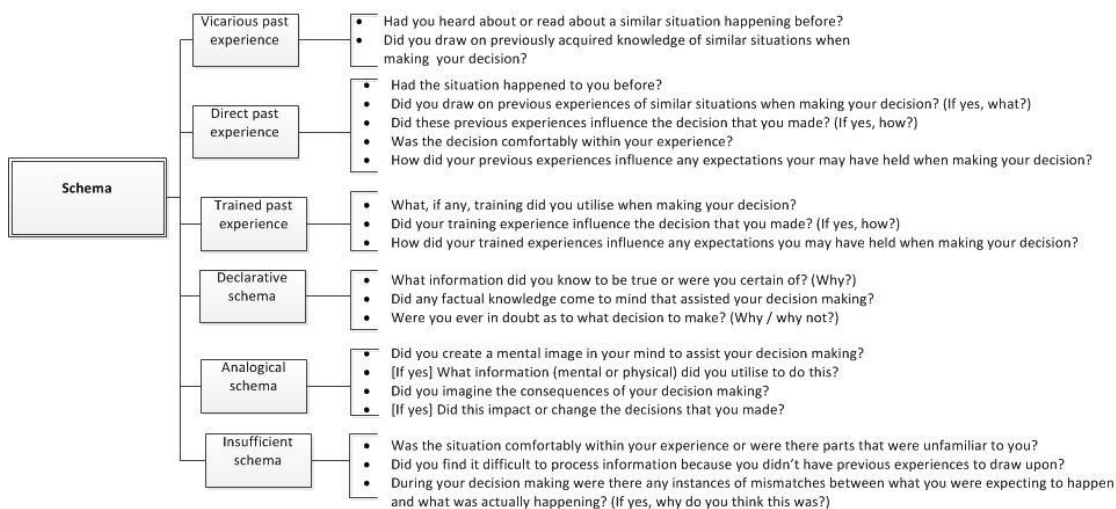 Schema
Vicarious past
experience
• Had you heard about or read about a similar situation happening before?
• Did you draw on previously acquired knowledge of similar situations when
making your decision?
Direct past
experience
• Had the situation happened to you before?
• Did you draw on previous experiences of similar situations when making your decision? (If yes, what?)
• Did these previous experiences influence the decision that you made? (If yes, how?)
• Was the decision comfortably within your experience?
• How did your previous experiences influence any expectations your may have held when making your decision?
Trained past
experience
• What, if any, training did you utilise when making your decision?
• Did your training experience influence the decision that you made? (If yes, how?)
• How did your trained experiences influence any expectations you may have held when making your decision?
Declarative
schema
• What information did you know to be true or were you certain of? (Why?)
• Did any factual knowledge come to mind that assisted your decision making?
• Were you ever in doubt as to what decision to make? (Why / why not?)
Analogical
schema
• Did you create a mental image in your mind to assist your decision making?
• [If yes] What information (mental or physical) did you utilise to do this?
• Did you imagine the consequences of your decision making?
• [If yes] Did this impact or change the decisions that you made?
Insufficient
schema
• Was the situation comfortably within your experience or were there parts that were unfamiliar to you?
• Did you find it difficult to process information because you didn't have previous experiences to draw upon?
• During your decision making were there any instances of mismatches between what you were expecting to happen
and what was actually happening? (If yes, why do you think this was?)